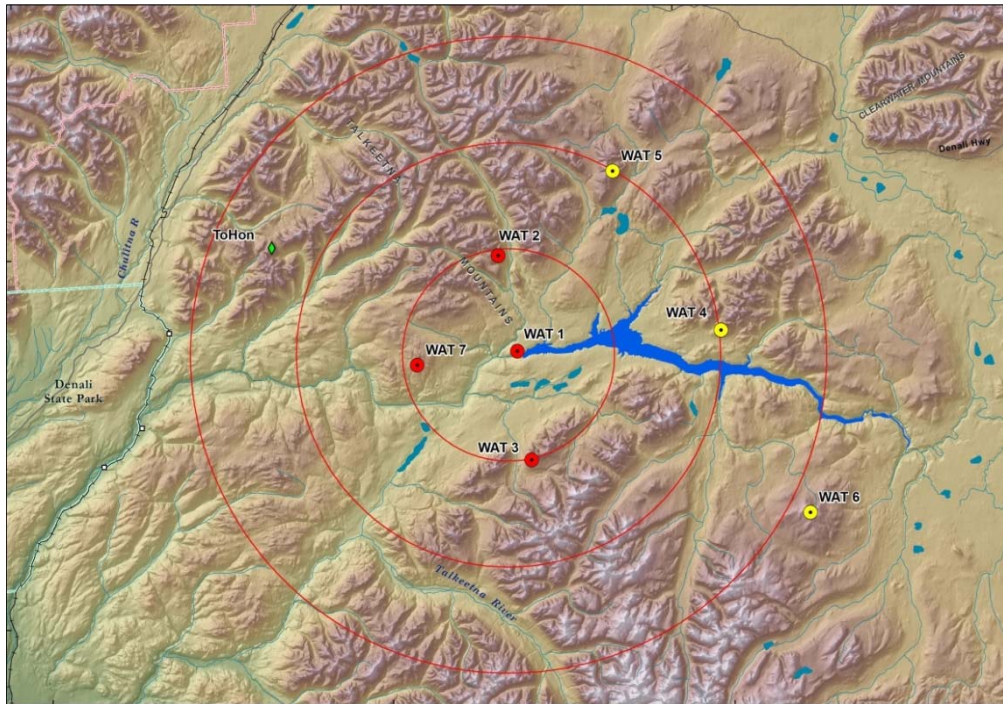 CLEARWATER MOUNTAINS
Denali Hwy
TALKEETNA
WAT 5
Chulitna R
ToHon
WAT 2
MOUNTAINS
WAT 4
WAT 1
WAT 7
Denali
State Park
WAT 3
WAT 6
Talkeetna River